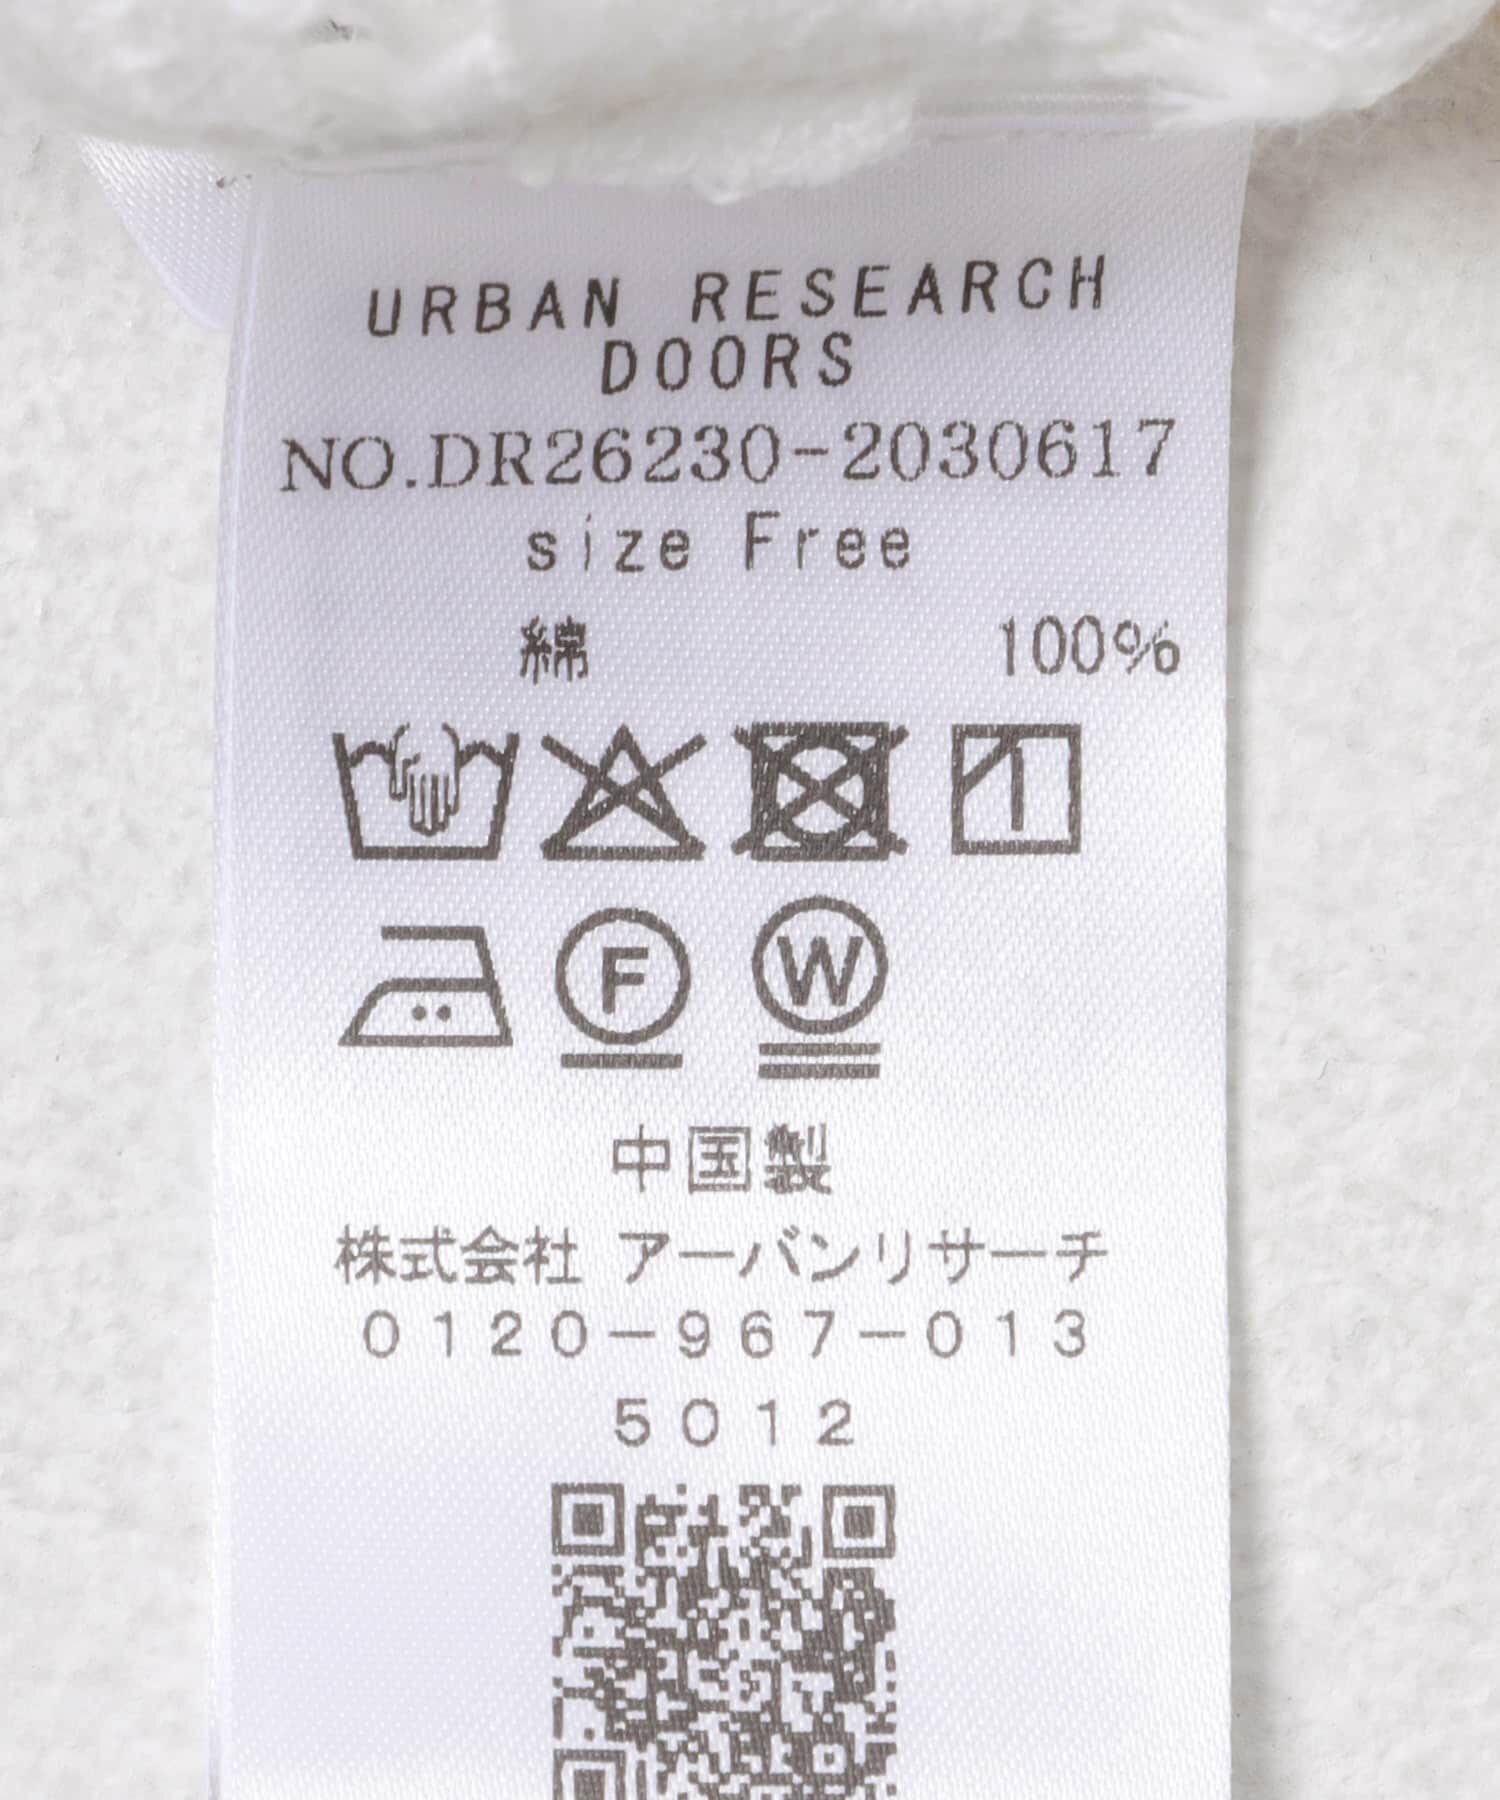 URBAN RESEARCH
DOORS
NO.DR26230-2030617
size Free
綿 100%
F W
中国製
株式会社 アーバンリサーチ
0120-967-013
5012